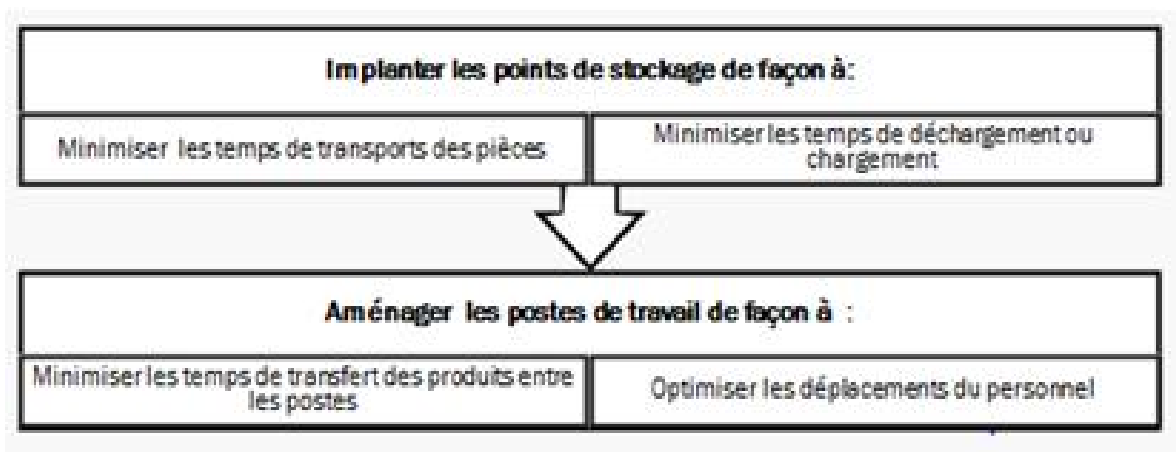 Implanter les points de stockage de façon à:
Minimiser les temps de transports des pièces
Minimiser les temps de déchargement ou
chargement
Aménager les postes de travail de façon à :
Minimiser les temps de transfert des produits entre
les postes
Optimiser les déplacements du personnel